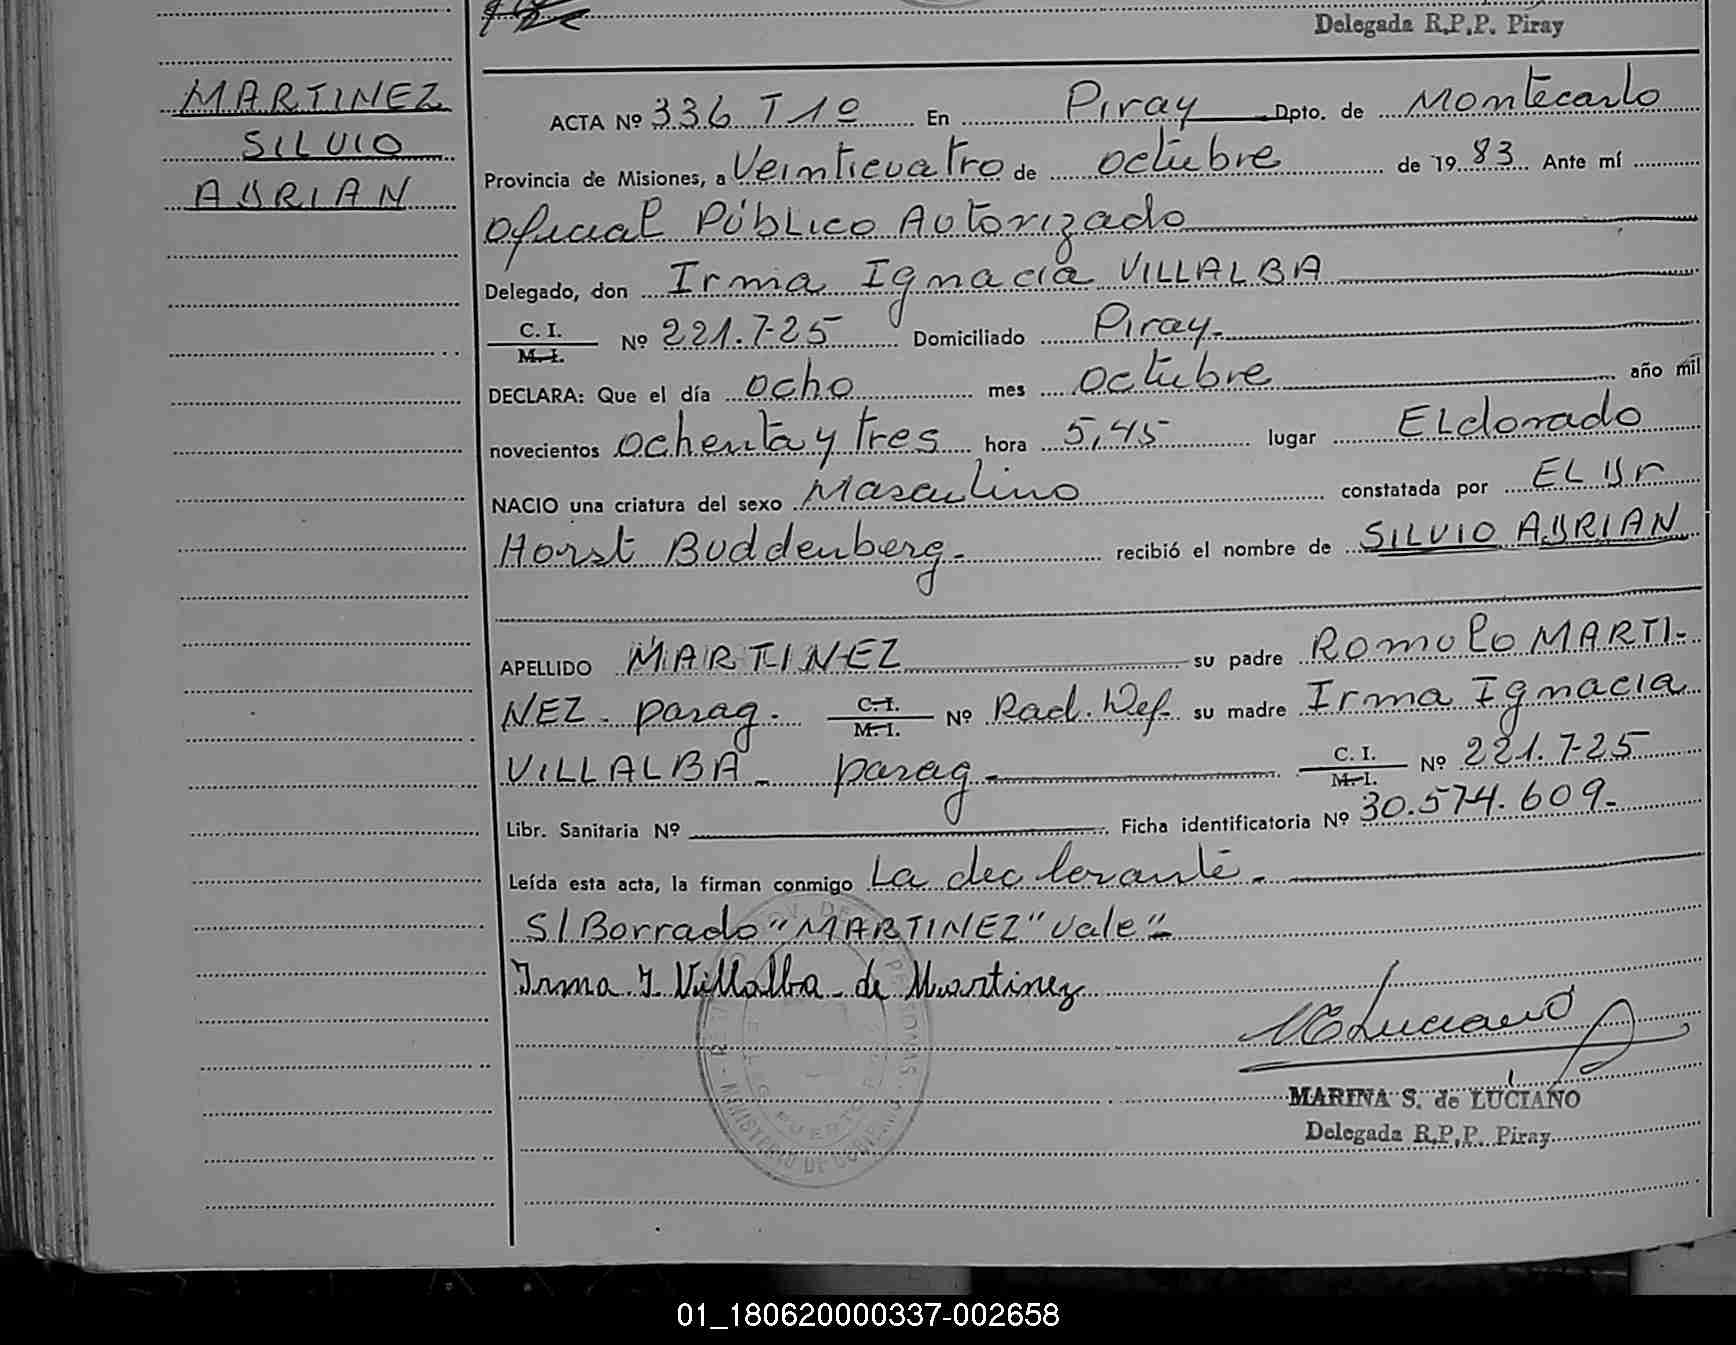 Delegada R.P.P. Piray
MARTINEZ
SILVIO
ADRIAN
ACTA Nº 336 T 1º En Piray Dpto. de Montecarlo
Provincia de Misiones, a Veinticuatro de octubre de 19 83 Ante mí
Oficial Público Autorizado
Delegado, don Irma Ignacia VILLALBA
C. I.
M. I. Nº 221.725 Domiciliado Piray.-
DECLARA: Que el día ocho mes octubre año mil
novecientos ochenta y tres hora 5,45 lugar ELdorado
NACIO una criatura del sexo Masculino constatada por EL Dr
Horst Buddenberg.- recibió el nombre de SILVIO ADRIAN
APELLIDO MARTINEZ su padre Romulo MARTI-
NEZ - parag. C. I. M. I. Nº Rad. Def. su madre Irma Ignacia
VILLALBA - parag - C. I. M. I. Nº 221.725
Libr. Sanitaria Nº Ficha identificatoria Nº 30.574.609.-
Leída esta acta, la firman conmigo La declarante.-
S/Borrado "MARTINEZ" vale"-
Irma I Villalba de Martinez
MARINA S. de LUCIANO
Delegada R.P.P. Piray
MINISTERIO DE GOBIERNO
01_180620000337-002658